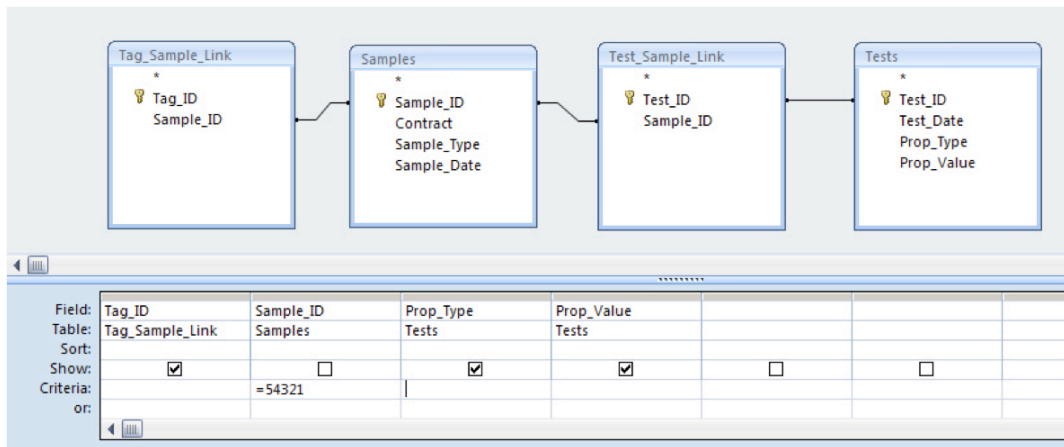 Tag_Sample_Link
*
Tag_ID
Sample_ID
Samples
*
Sample_ID
Contract
Sample_Type
Sample_Date
Test_Sample_Link
*
Test_ID
Sample_ID
Tests
*
Test_ID
Test_Date
Prop_Type
Prop_Value
Field: Tag_ID Sample_ID Prop_Type Prop_Value
Table: Tag_Sample_Link Samples Tests Tests
Sort:
Show:
Criteria: =54321
or: